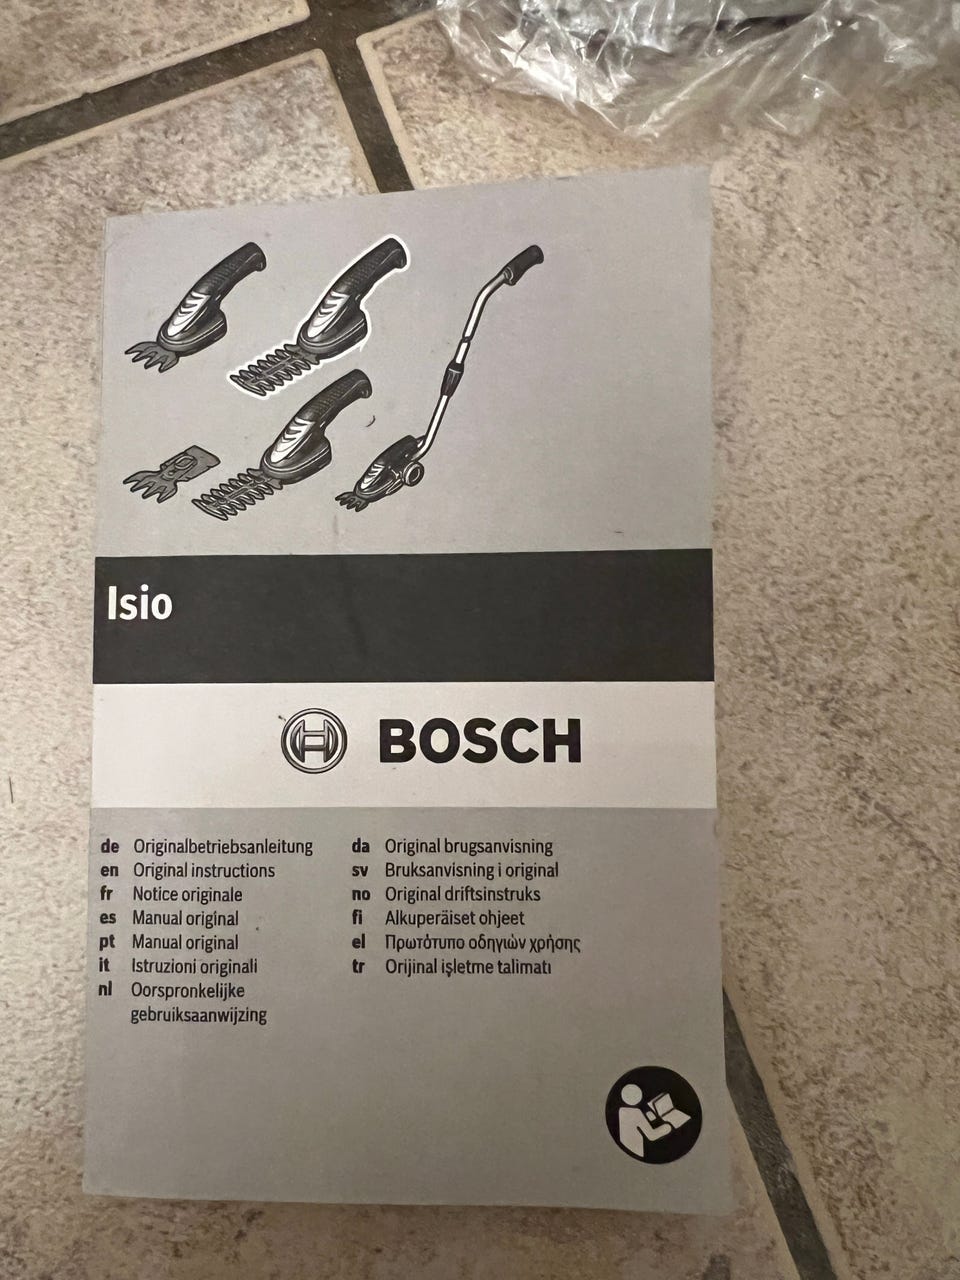 Isio
BOSCH
de Originalbetriebsanleitung
en Original instructions
fr Notice originale
es Manual original
pt Manual original
it Istruzioni originali
nl Oorspronkelijke
gebruiksaanwijzing
da Original brugsanvisning
sv Bruksanvisning i original
no Original driftsinstruks
fi Alkuperäiset ohjeet
el Πρωτότυπο οδηγιών χρήσης
tr Orijinal işletme talimatı